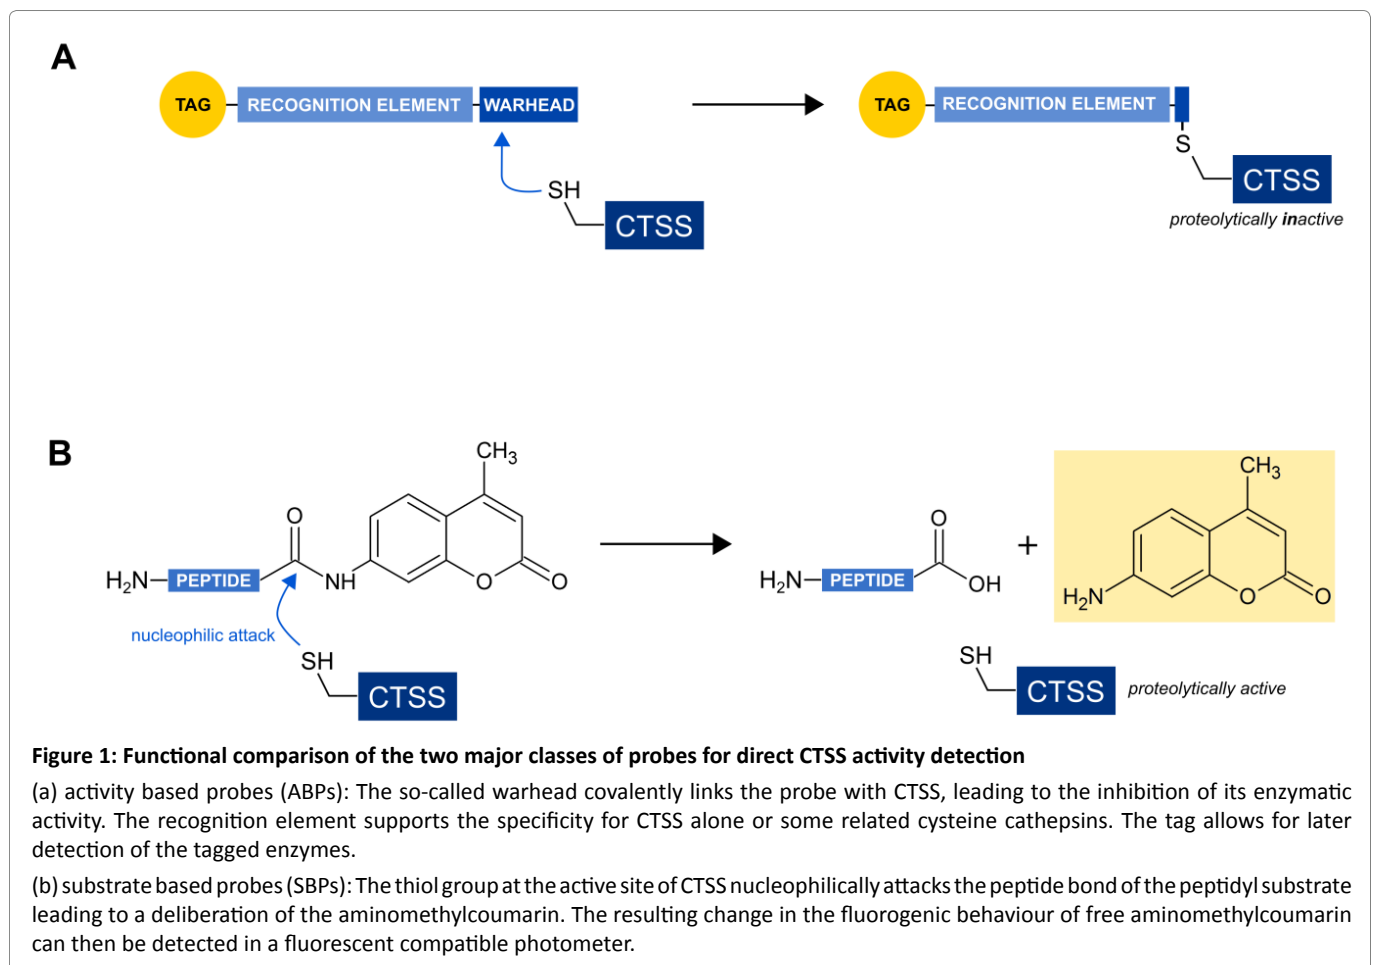 A
TAG RECOGNITION ELEMENT WARHEAD
SH
CTSS
TAG RECOGNITION ELEMENT
S
CTSS
proteolytically inactive
B
CH3
O
H2N PEPTIDE NH O O
nucleophilic attack
SH
CTSS
O
H2N PEPTIDE OH
+
CH3
H2N O O
SH
CTSS proteolytically active
Figure 1: Functional comparison of the two major classes of probes for direct CTSS activity detection
(a) activity based probes (ABPs): The so-called warhead covalently links the probe with CTSS, leading to the inhibition of its enzymatic
activity. The recognition element supports the specificity for CTSS alone or some related cysteine cathepsins. The tag allows for later
detection of the tagged enzymes.
(b) substrate based probes (SBPs): The thiol group at the active site of CTSS nucleophilically attacks the peptide bond of the peptidyl substrate
leading to a deliberation of the aminomethylcoumarin. The resulting change in the fluorogenic behaviour of free aminomethylcoumarin
can then be detected in a fluorescent compatible photometer.